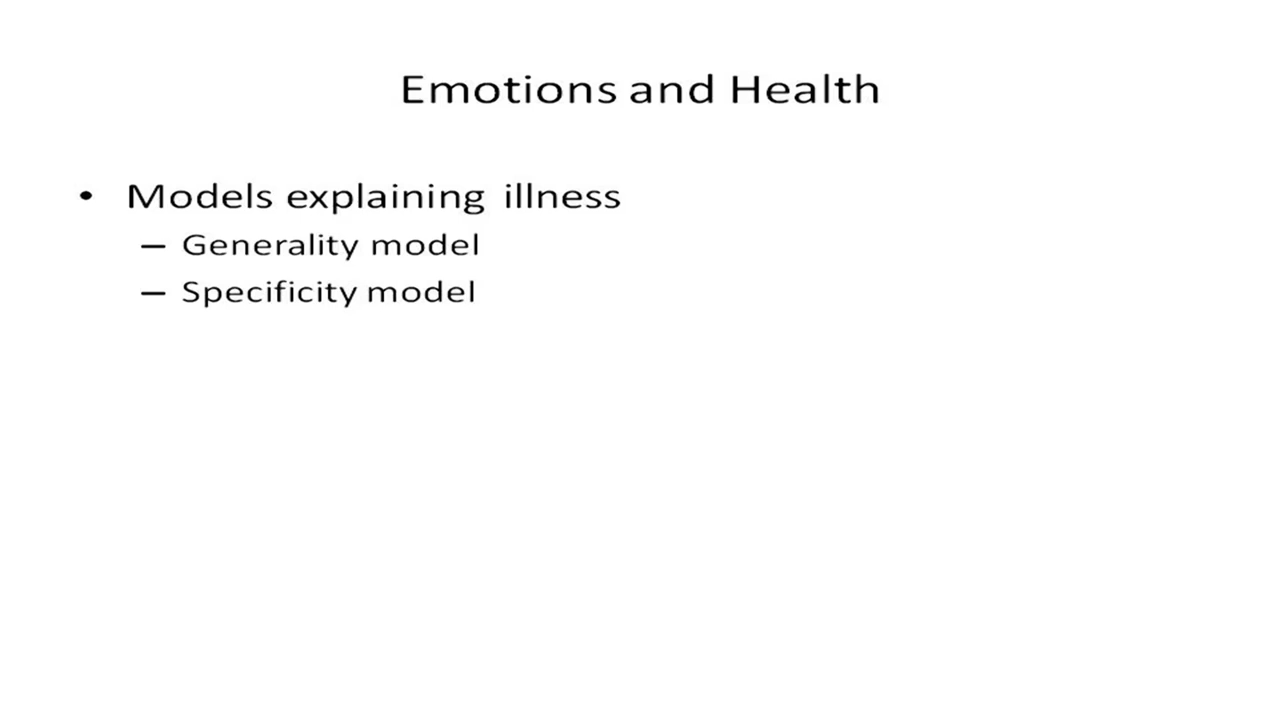 Emotions and Health
• Models explaining illness
– Generality model
– Specificity model